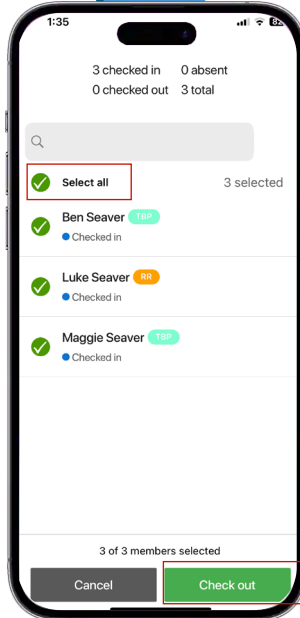 1:35
3 checked in 0 absent
0 checked out 3 total
Select all 3 selected
Ben Seaver TBP
Checked in
Luke Seaver RR
Checked in
Maggie Seaver TBP
Checked in
3 of 3 members selected
Cancel Check out